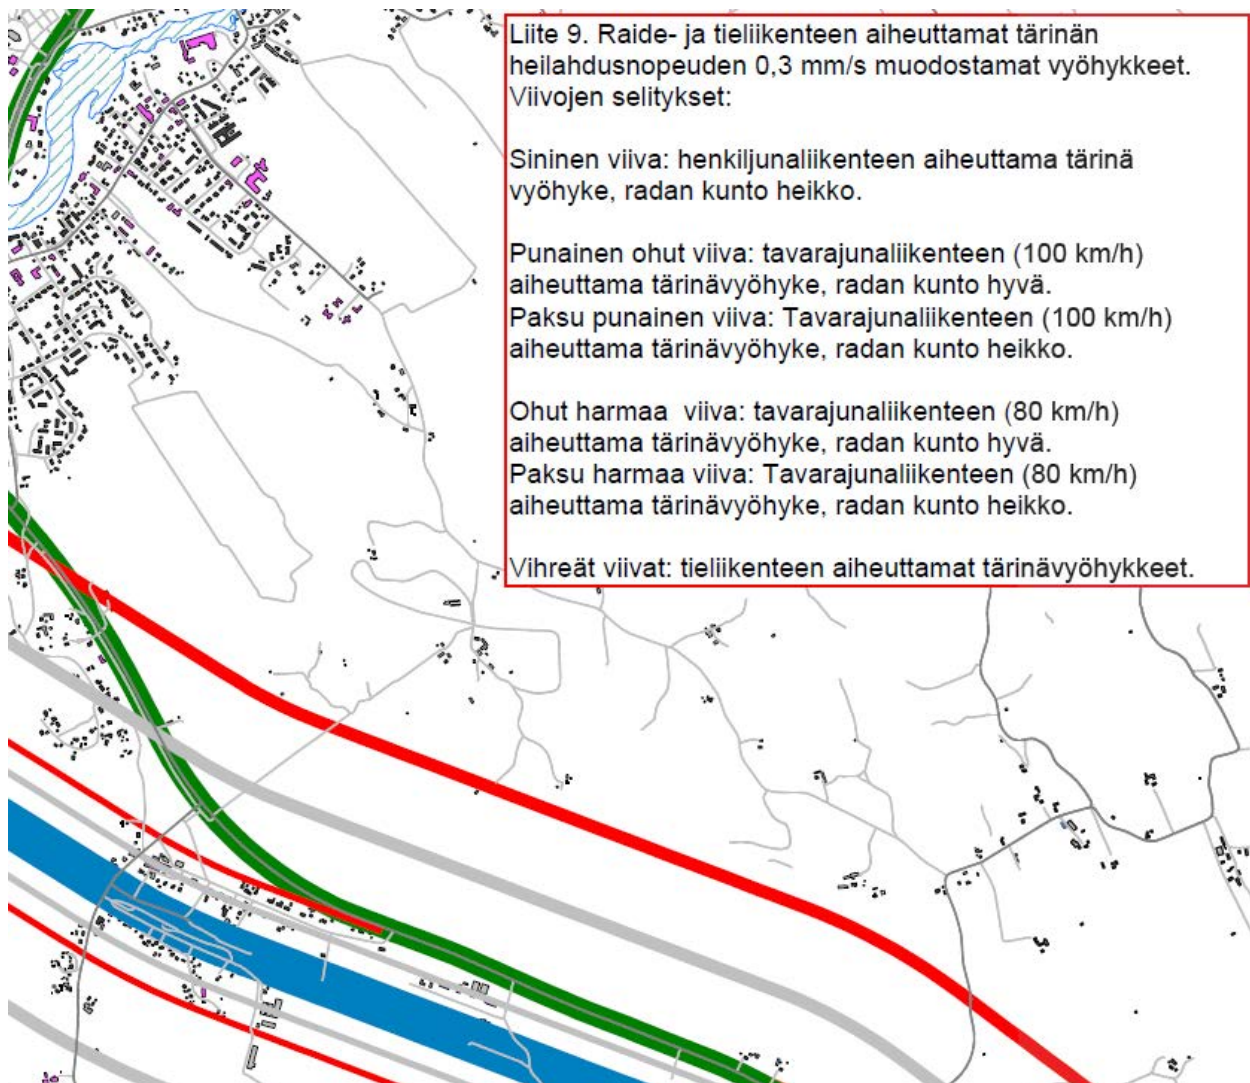 Liite 9. Raide- ja tieliikenteen aiheuttamat tärinän
heilahdusnopeuden 0,3 mm/s muodostamat vyöhykkeet.
Viivojen selitykset:
Sininen viiva: henkiljunaliikenteen aiheuttama tärinä
vyöhyke, radan kunto heikko.
Punainen ohut viiva: tavarajunaliikenteen (100 km/h)
aiheuttama tärinävyöhyke, radan kunto hyvä.
Paksu punainen viiva: Tavarajunaliikenteen (100 km/h)
aiheuttama tärinävyöhyke, radan kunto heikko.
Ohut harmaa viiva: tavarajunaliikenteen (80 km/h)
aiheuttama tärinävyöhyke, radan kunto hyvä.
Paksu harmaa viiva: Tavarajunaliikenteen (80 km/h)
aiheuttama tärinävyöhyke, radan kunto heikko.
Vihreät viivat: tieliikenteen aiheuttamat tärinävyöhykkeet.